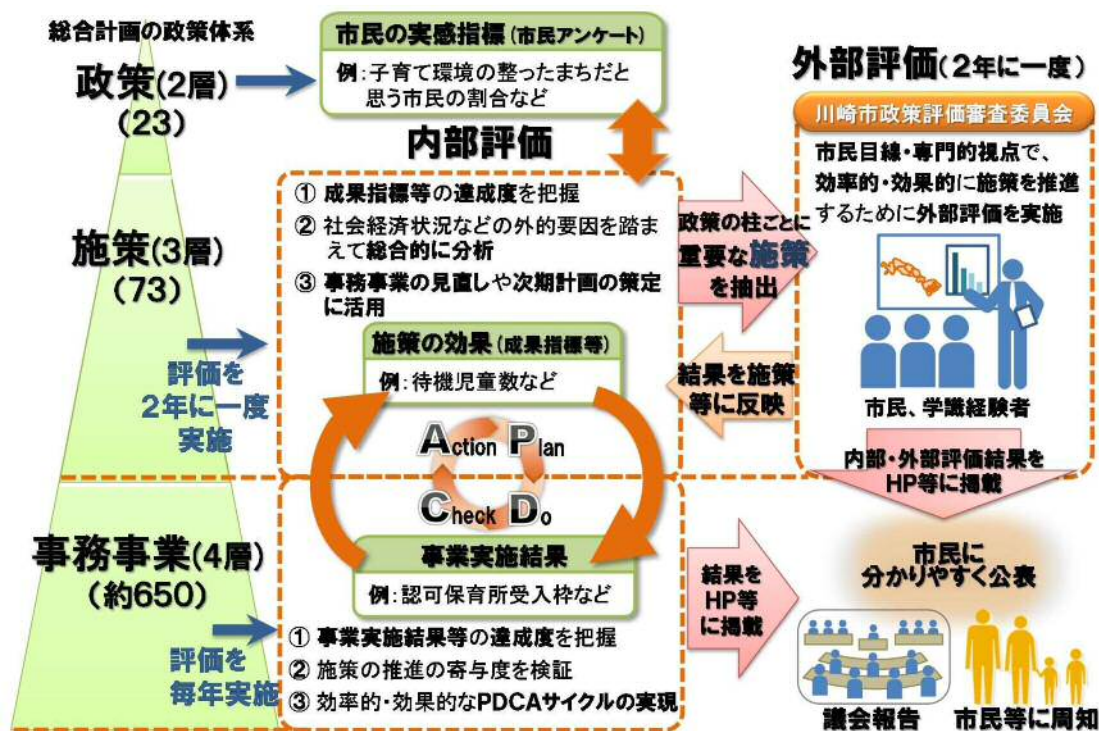 総合計画の政策体系
政策(2層)
(23)
市民の実感指標(市民アンケート)
例:子育て環境の整ったまちだと
思う市民の割合など
内部評価
① 成果指標等の達成度を把握
② 社会経済状況などの外的要因を踏ま
えて総合的に分析
③ 事務事業の見直しや次期計画の策定
に活用
施策(3層)
(73)
評価を
2年に一度
実施
施策の効果(成果指標等)
例:待機児童数など
Action Plan
Check Do
事業実施結果
例:認可保育所受入枠など
① 事業実施結果等の達成度を把握
② 施策の推進の寄与度を検証
③ 効率的・効果的なPDCAサイクルの実現
事務事業(4層)
(約650)
評価を
毎年実施
政策の柱ごとに
重要な施策
を抽出
結果を施策
等に反映
外部評価(2年に一度)
川崎市政策評価審査委員会
市民目線・専門的視点で、
効率的・効果的に施策を推進
するために外部評価を実施
市民、学識経験者
内部・外部評価結果を
HP等に掲載
結果を
HP等
に掲載
市民に
分かりやすく公表
議会報告
市民等に周知